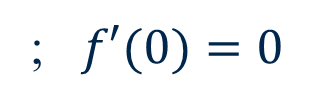 ; f′(0) = 0